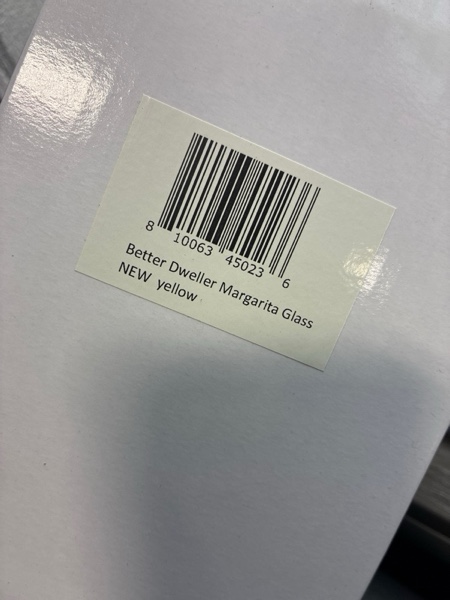 8 10063 45023 6
Better Dweller Margarita Glass
NEW yellow